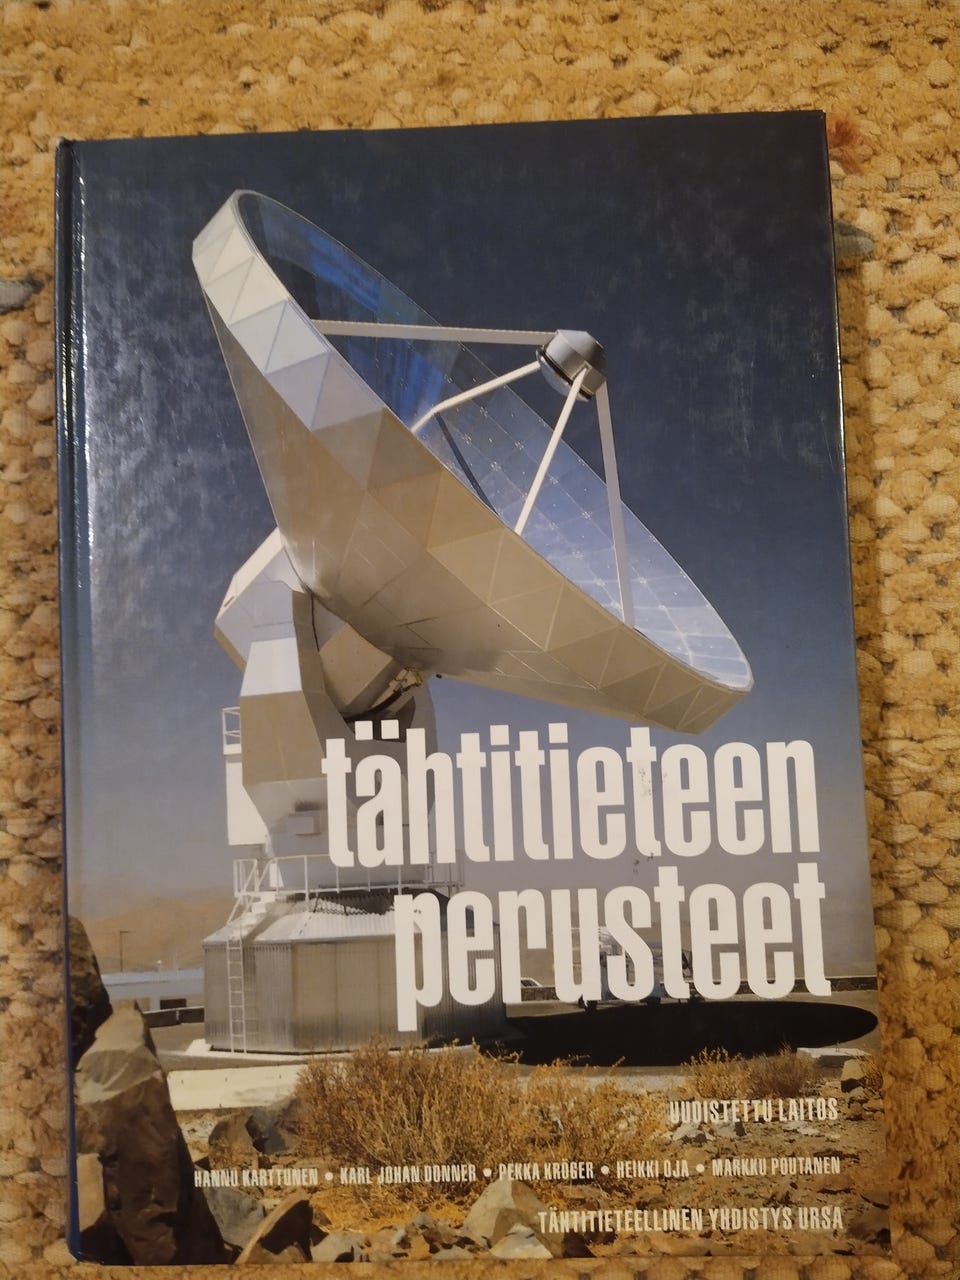 tähtitieteen
perusteet
UUDISTETTU LAITOS
HANNU KARTTUNEN • KARL JOHAN DONNER • PEKKA KRÖGER • HEIKKI OJA • MARKKU POUTANEN
TÄHTITIETEELLINEN YHDISTYS URSA